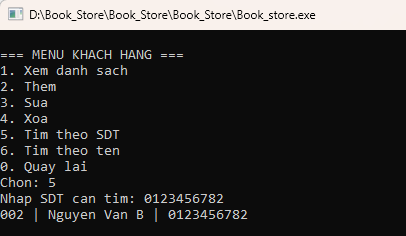 D:\Book_Store\Book_Store\Book_Store\Book_store.exe
=== MENU KHACH HANG ===
1. Xem danh sach
2. Them
3. Sua
4. Xoa
5. Tim theo SDT
6. Tim theo ten
0. Quay lai
Chon: 5
Nhap SDT can tim: 0123456782
002 | Nguyen Van B | 0123456782